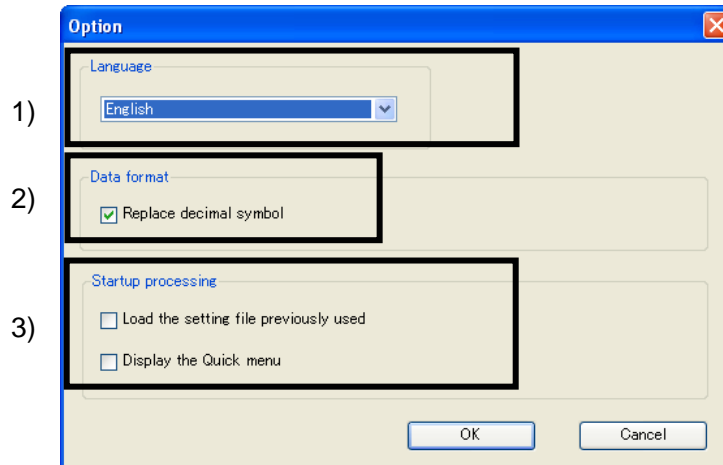 Option
Language
1)
English
Data format
2)
Replace decimal symbol
Startup processing
3)
Load the setting file previously used
Display the Quick menu
OK Cancel